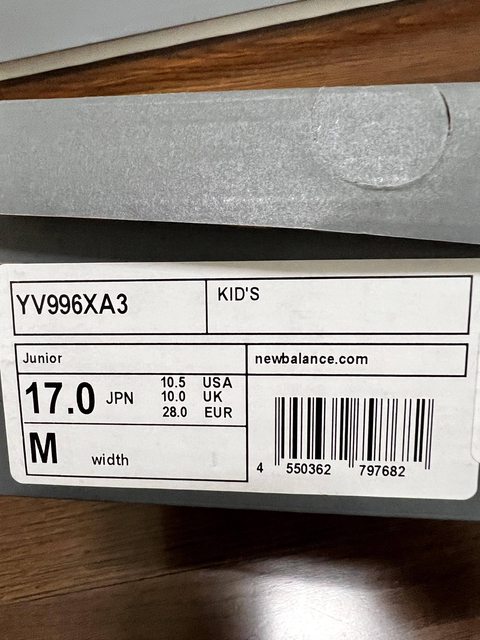 YV996XA3
KID'S
Junior
newbalance.com
17.0 JPN
10.5 USA
10.0 UK
28.0 EUR
M width
4 550362 797682